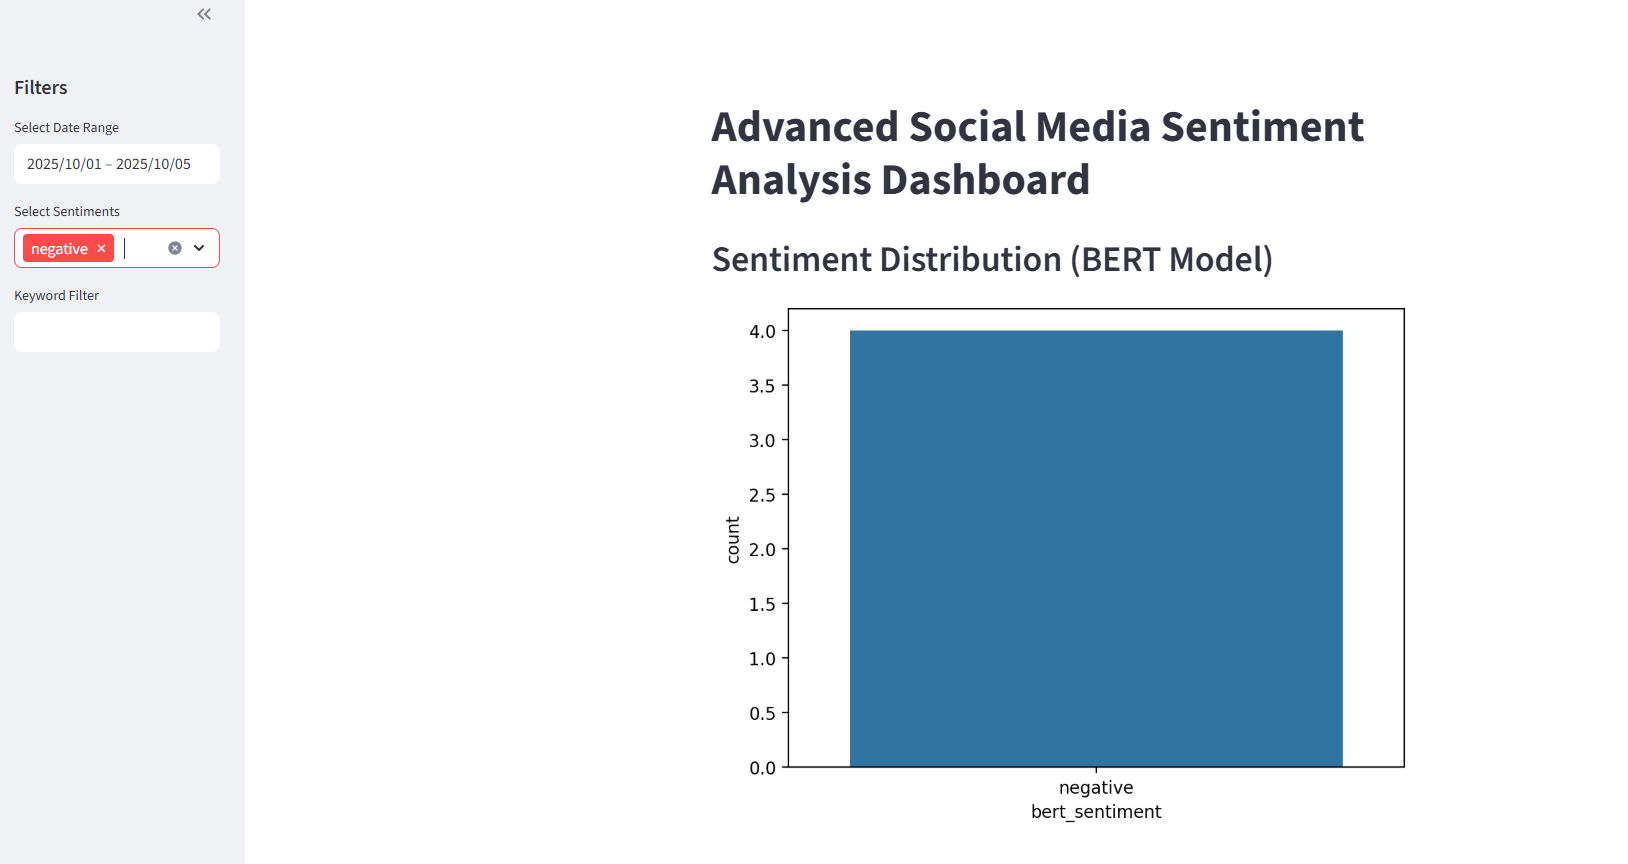 Filters
Select Date Range
2025/10/01 – 2025/10/05
Select Sentiments
negative
Keyword Filter
Advanced Social Media Sentiment
Analysis Dashboard
Sentiment Distribution (BERT Model)
4.0
3.5
3.0
2.5
2.0
1.5
1.0
0.5
0.0
count
negative
bert_sentiment